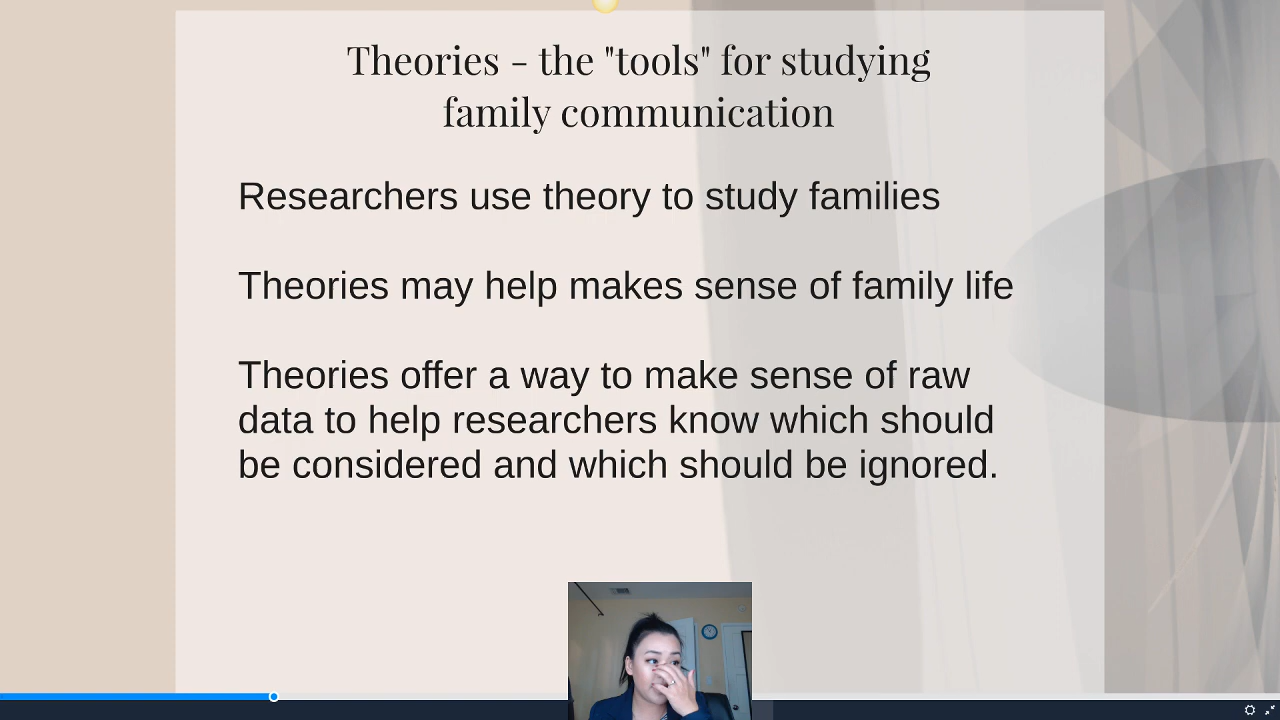 Theories - the "tools" for studying
family communication
Researchers use theory to study families
Theories may help makes sense of family life
Theories offer a way to make sense of raw
data to help researchers know which should
be considered and which should be ignored.